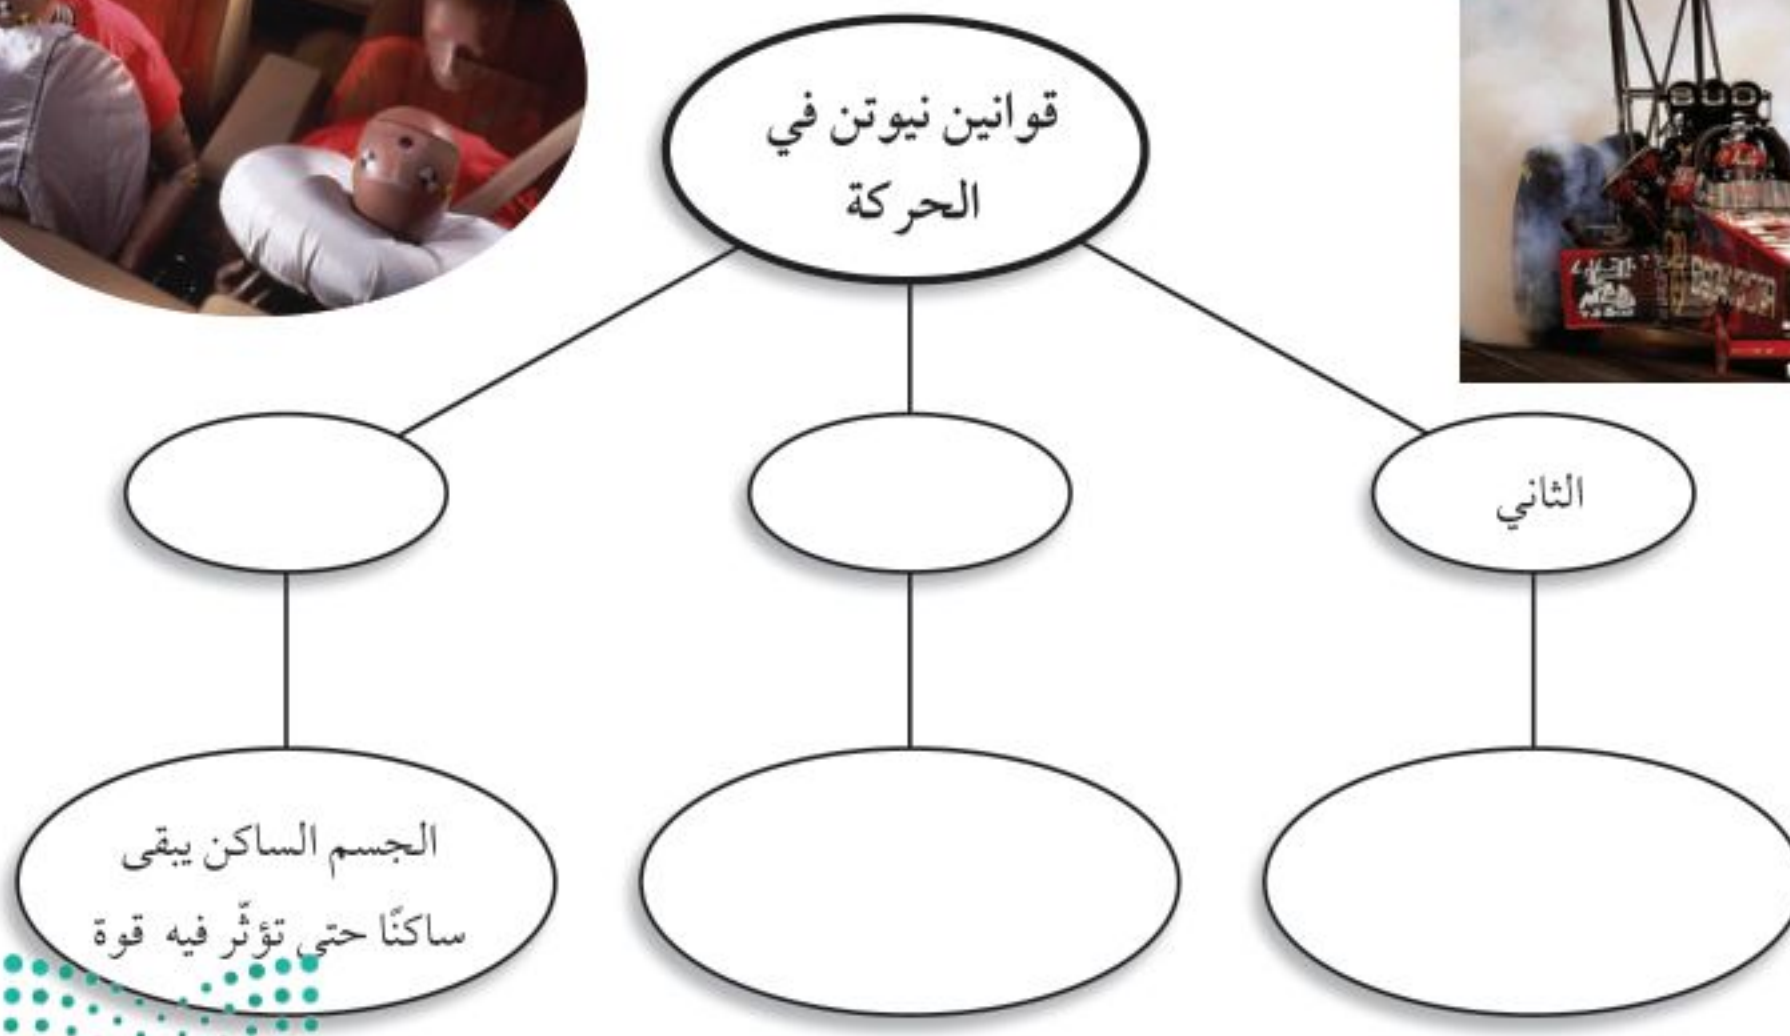 قوانين نيوتن في
الحركة
الثاني
الجسم الساكن يبقى
ساكنًا حتى تؤثّر فيه قوة